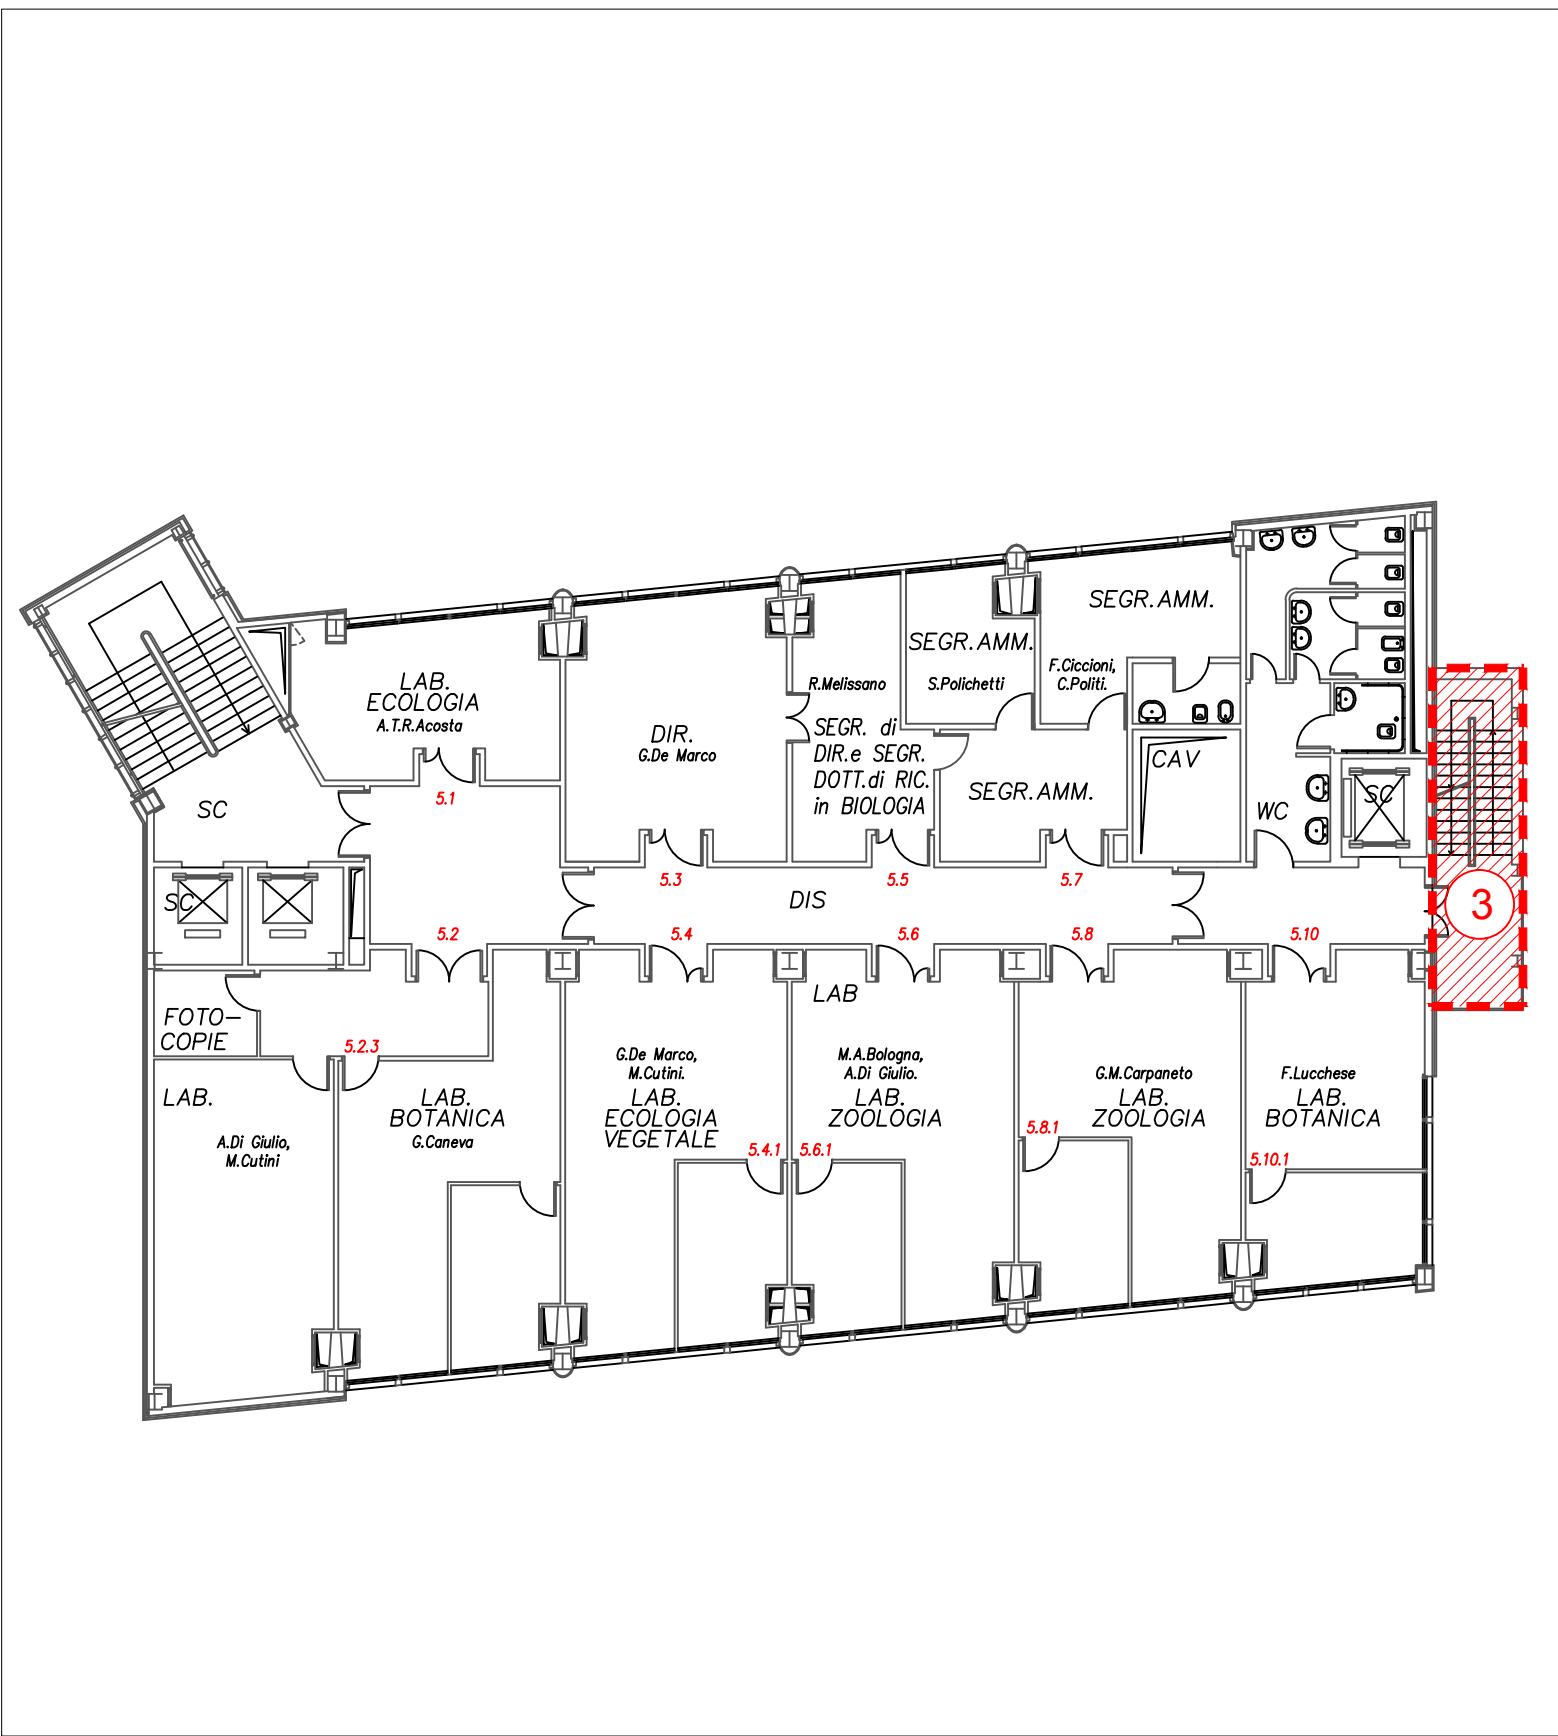 SEGR.AMM.
SEGR.AMM.
F.Ciccioni,
C.Politi.
S.Polichetti
R.Melissano
LAB.
ECOLOGIA
A.T.R.Acosta
DIR.
G.De Marco
SEGR. di
DIR.e SEGR.
DOTT.di RIC.
in BIOLOGIA
SEGR.AMM.
CAV
WC
SC
SC
SC
5.1
5.3
5.5
5.7
DIS
3
5.2
5.4
5.6
5.8
5.10
LAB
FOTO-
COPIE
5.2.3
LAB.
A.Di Giulio,
M.Cutini
LAB.
BOTANICA
G.Caneva
G.De Marco,
M.Cutini.
LAB.
ECOLOGIA
VEGETALE
5.4.1
M.A.Bologna,
A.Di Giulio.
LAB.
ZOOLOGIA
5.6.1
G.M.Carpaneto
LAB.
ZOOLOGIA
5.8.1
F.Lucchese
LAB.
BOTANICA
5.10.1